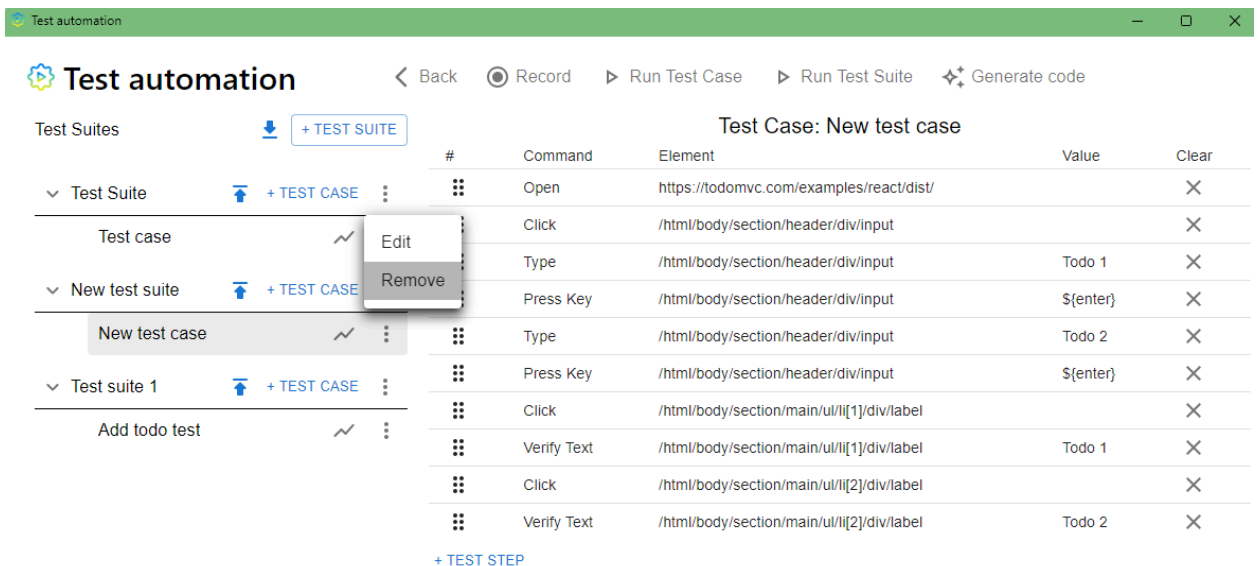 Test automation
Test automation
Back Record Run Test Case Run Test Suite Generate code
Test Suites + TEST SUITE
Test Suite + TEST CASE
Test case
Edit
Remove
New test suite + TEST CASE
New test case
Test suite 1 + TEST CASE
Add todo test
Test Case: New test case
# Command Element Value Clear
Open https://todomvc.com/examples/react/dist/
Click /html/body/section/header/div/input
Type /html/body/section/header/div/input Todo 1
Press Key /html/body/section/header/div/input ${enter}
Type /html/body/section/header/div/input Todo 2
Press Key /html/body/section/header/div/input ${enter}
Click /html/body/section/main/ul/li[1]/div/label
Verify Text /html/body/section/main/ul/li[1]/div/label Todo 1
Click /html/body/section/main/ul/li[2]/div/label
Verify Text /html/body/section/main/ul/li[2]/div/label Todo 2
+ TEST STEP